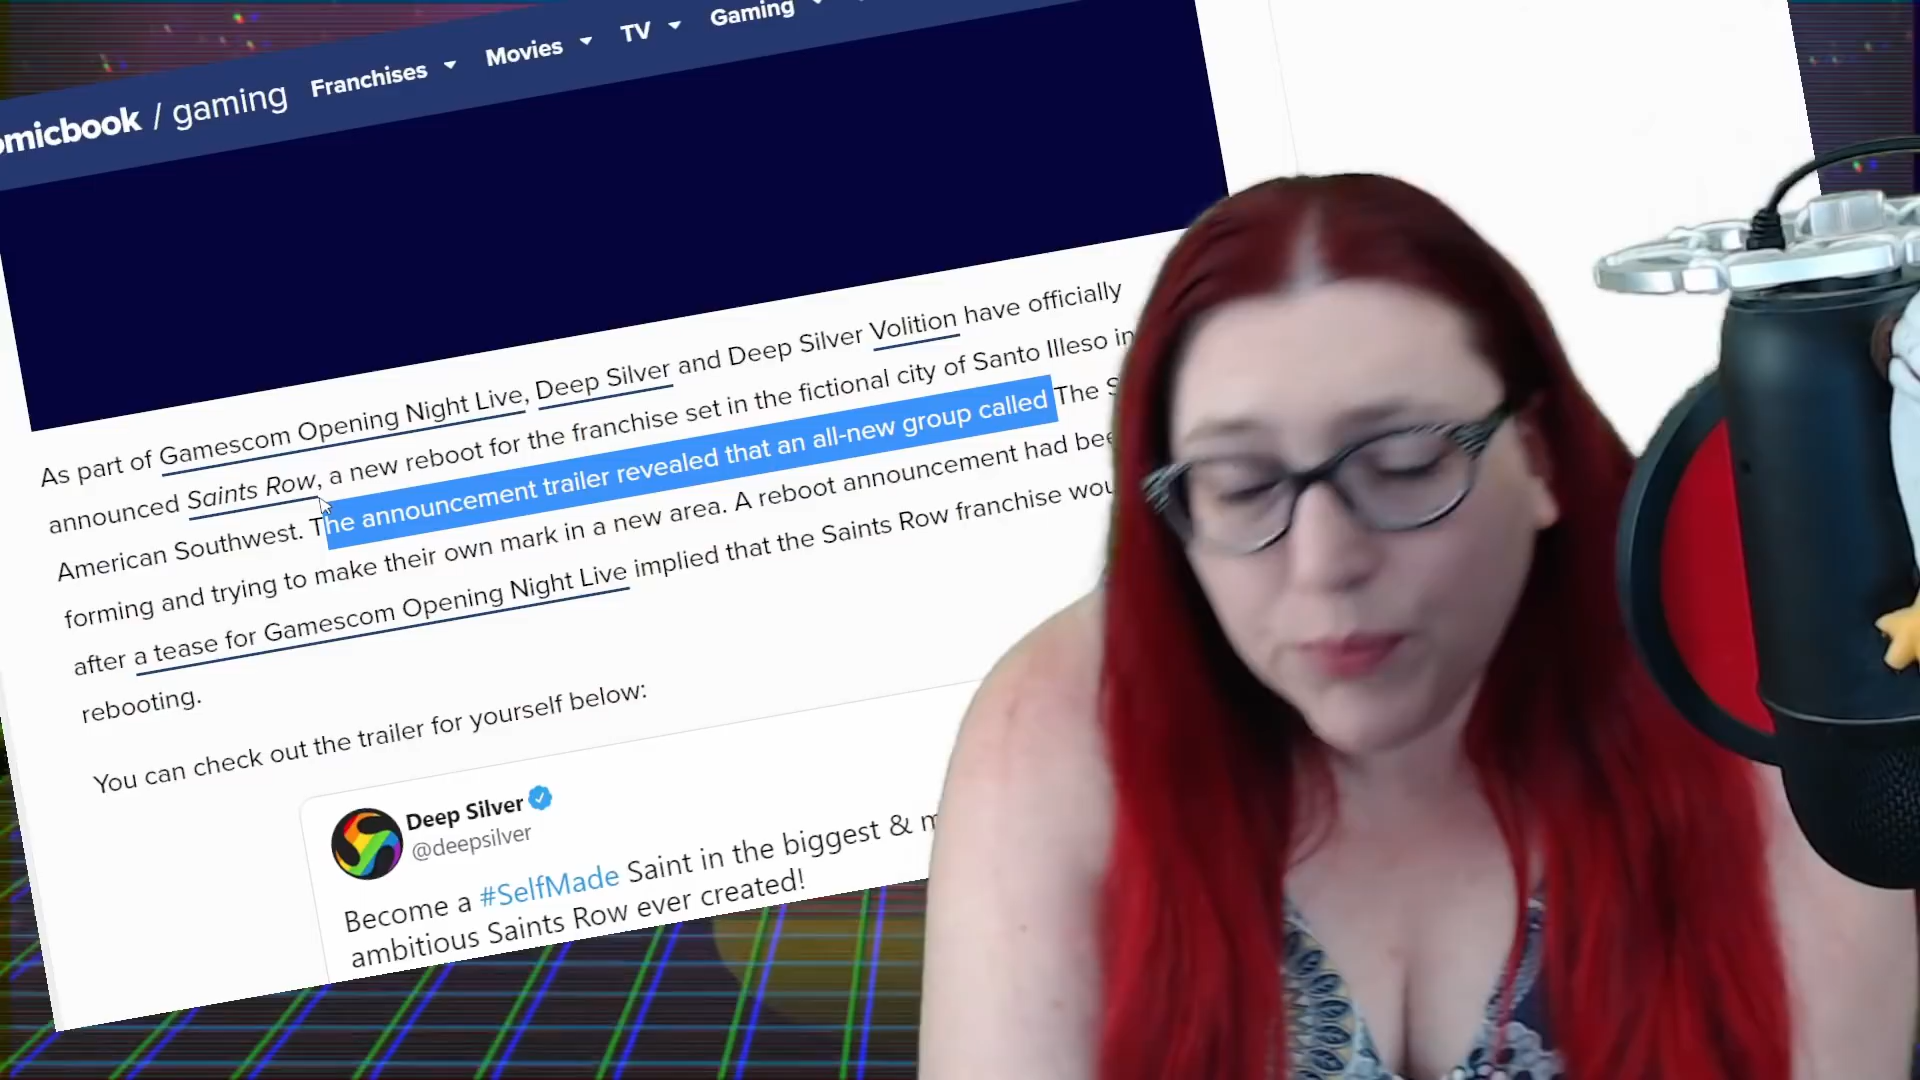 omicbook / gaming Franchises Movies TV Gaming
As part of Gamescom Opening Night Live, Deep Silver and Deep Silver Volition have officially
announced Saints Row, a new reboot for the franchise set in the fictional city of Santo Illeso in
American Southwest. The announcement trailer revealed that an all-new group called The S
forming and trying to make their own mark in a new area. A reboot announcement had bee
after a tease for Gamescom Opening Night Live implied that the Saints Row franchise wou
rebooting.
You can check out the trailer for yourself below:
Deep Silver
@deepsilver
Become a #SelfMade Saint in the biggest & m
ambitious Saints Row ever created!